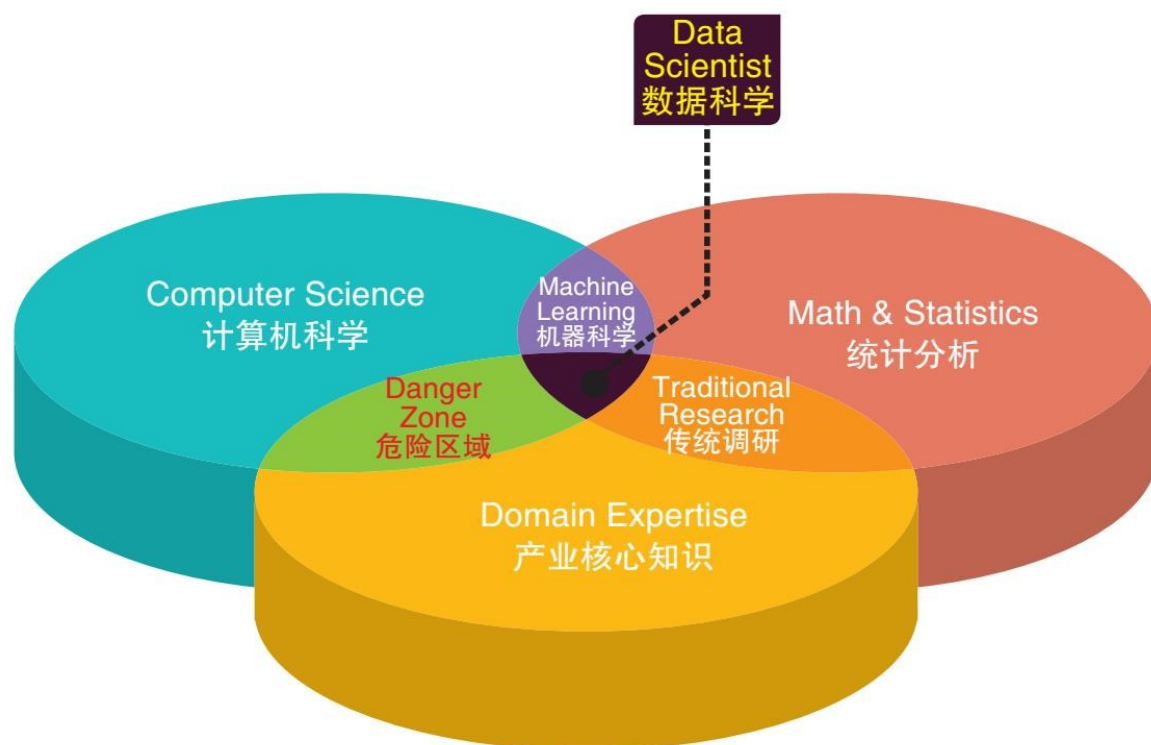 Data
Scientist
数据科学
Computer Science
计算机科学
Machine
Learning
机器科学
Math & Statistics
统计分析
Danger
Zone
危险区域
Traditional
Research
传统调研
Domain Expertise
产业核心知识